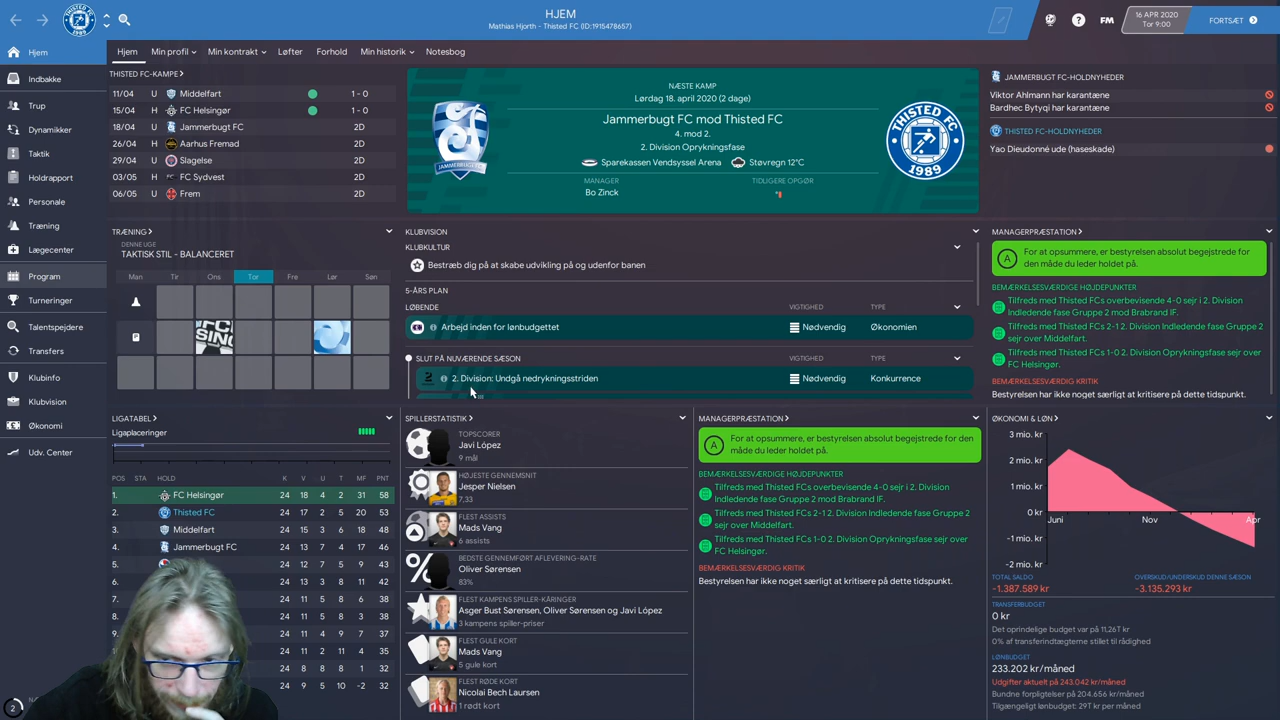 HJEM
Mathias Hjorth - Thisted FC (ID:1915478657)
16 APR 2020
Tor 9:00
FORTSÆT
FM
Hjem
Indbakke
Trup
Dynamikker
Taktik
Holdrapport
Personale
Træning
Lægecenter
Program
Turneringer
Talentspejdere
Transfers
Klubinfo
Klubvision
Økonomi
Udv. Center
2
Hjem
Min profil
Min kontrakt
Løfter
Forhold
Min historik
Notesbog
THISTED FC-KAMPE
11/04 U Middelfart 1 - 0
15/04 H FC Helsingør 1 - 0
18/04 U Jammerbugt FC 2D
26/04 H Aarhus Fremad 2D
29/04 U Slagelse 2D
03/05 H FC Sydvest 2D
06/05 U Frem 2D
NÆSTE KAMP
Lørdag 18. april 2020 (2 dage)
Jammerbugt FC mod Thisted FC
4. mod 2.
2. Division Oprykningsfase
Sparekassen Vendsyssel Arena
Støvregn 12°C
MANAGER
Bo Zinck
TIDLIGERE OPGØR
JAMMERBUGT
THISTED FC
1989
JAMMERBUGT FC-HOLDNYHEDER
Viktor Ahlmann har karantæne
Bardhec Bytyqi har karantæne
THISTED FC-HOLDNYHEDER
Yao Dieudonné ude (haseskade)
TRÆNING
DENNE UGE
TAKTISK STIL - BALANCERET
Man Tir Ons Tor Fre Lør Søn
KLUBVISION
KLUBKULTUR
Bestræb dig på at skabe udvikling på og udenfor banen
5-ÅRS PLAN
LØBENDE VIGTIGHED TYPE
Arbejd inden for lønbudgettet Nødvendig Økonomien
SLUT PÅ NUVÆRENDE SÆSON VIGTIGHED TYPE
2. Division: Undgå nedrykningsstriden Nødvendig Konkurrence
MANAGERPRÆSTATION
A
For at opsummere, er bestyrelsen absolut begejstrede for den måde du leder holdet på.
BEMÆRKELSESVÆRDIGE HØJDEPUNKTER
Tilfreds med Thisted FCs overbevisende 4-0 sejr i 2. Division
Indledende fase Gruppe 2 mod Brabrand IF.
Tilfreds med Thisted FCs 2-1 2. Division Indledende fase Gruppe 2
sejr over Middelfart.
Tilfreds med Thisted FCs 1-0 2. Division Oprykningsfase sejr over
FC Helsingør.
BEMÆRKELSESVÆRDIG KRITIK
Bestyrelsen har ikke noget særligt at kritisere på dette tidspunkt.
LIGATABEL
Ligaplaceringer
POS STA HOLD K V U T MF PNT
1. FC Helsingør 24 18 4 2 31 58
2. Thisted FC 24 17 2 5 20 53
3. Middelfart 24 15 3 6 18 48
4. Jammerbugt FC 24 13 7 4 17 46
5. 24 12 7 5 9 43
6. 24
7. 24
8. 24
9. 24 11 4 9 7 37
24 11 2 11 4 35
24 8 8 8 1 32
24 9 5 10 -2 32
SPILLERSTATISTIK
TOPSCORER
Javi López
9 mål
HØJESTE GENNEMSNIT
Jesper Nielsen
7,33
FLEST ASSISTS
Mads Vang
6 assists
BEDSTE GENNEMFØRT AFLEVERING-RATE
Oliver Sørensen
83%
FLEST KAMPENS SPILLER-KÅRINGER
Asger Bust Sørensen, Oliver Sørensen og Javi López
3 kampens spiller-priser
FLEST GULE KORT
Mads Vang
5 gule kort
FLEST RØDE KORT
Nicolai Bech Laursen
1 rødt kort
MANAGERPRÆSTATION
A
For at opsummere, er bestyrelsen absolut begejstrede for den
måde du leder holdet på.
BEMÆRKELSESVÆRDIGE HØJDEPUNKTER
Tilfreds med Thisted FCs overbevisende 4-0 sejr i 2. Division
Indledende fase Gruppe 2 mod Brabrand IF.
Tilfreds med Thisted FCs 2-1 2. Division Indledende fase Gruppe 2
sejr over Middelfart.
Tilfreds med Thisted FCs 1-0 2. Division Oprykningsfase sejr over
FC Helsingør.
BEMÆRKELSESVÆRDIG KRITIK
Bestyrelsen har ikke noget særligt at kritisere på dette tidspunkt.
ØKONOMI & LØN
3 mio. kr
2 mio. kr
1 mio. kr
0 kr
-1 mio. kr
-2 mio. kr
Juni Nov Apr
TOTAL SALDO
-1.387.589 kr
OVERSKUD/UNDERSKUD DENNE SÆSON
-3.135.293 kr
TRANSFERBUDGET
0 kr
Det oprindelige budget var på 11,26T kr
0% af transferindtægterne stillet til rådighed
LØNBUDGET
233.202 kr/måned
Udgifter aktuelt på 243.042 kr/måned
Bundne forpligtelser på 204.656 kr/måned
Tilgængeligt lønbudget: 29T kr per måned